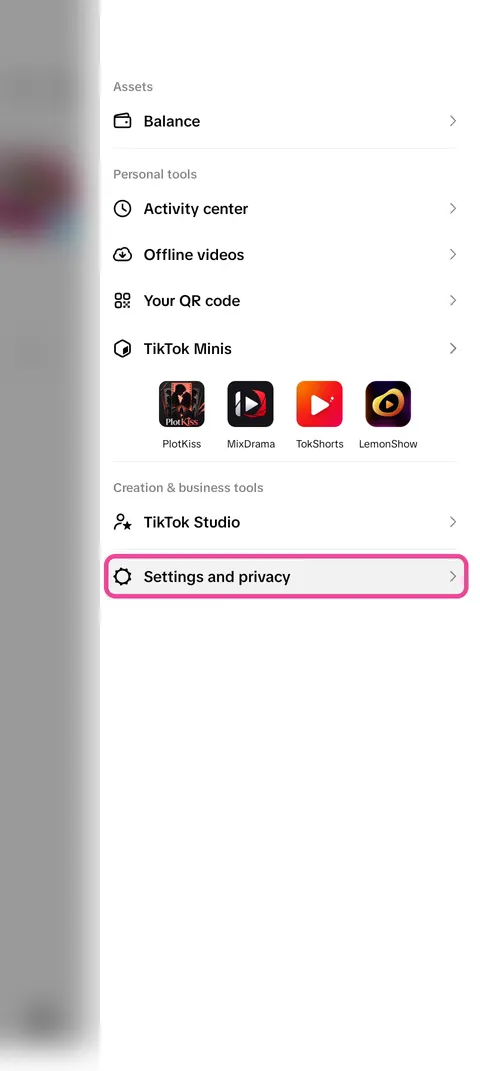 Assets
Balance
Personal tools
Activity center
Offline videos
Your QR code
TikTok Minis
PlotKiss
PlotKiss MixDrama TokShorts LemonShow
Creation & business tools
TikTok Studio
Settings and privacy